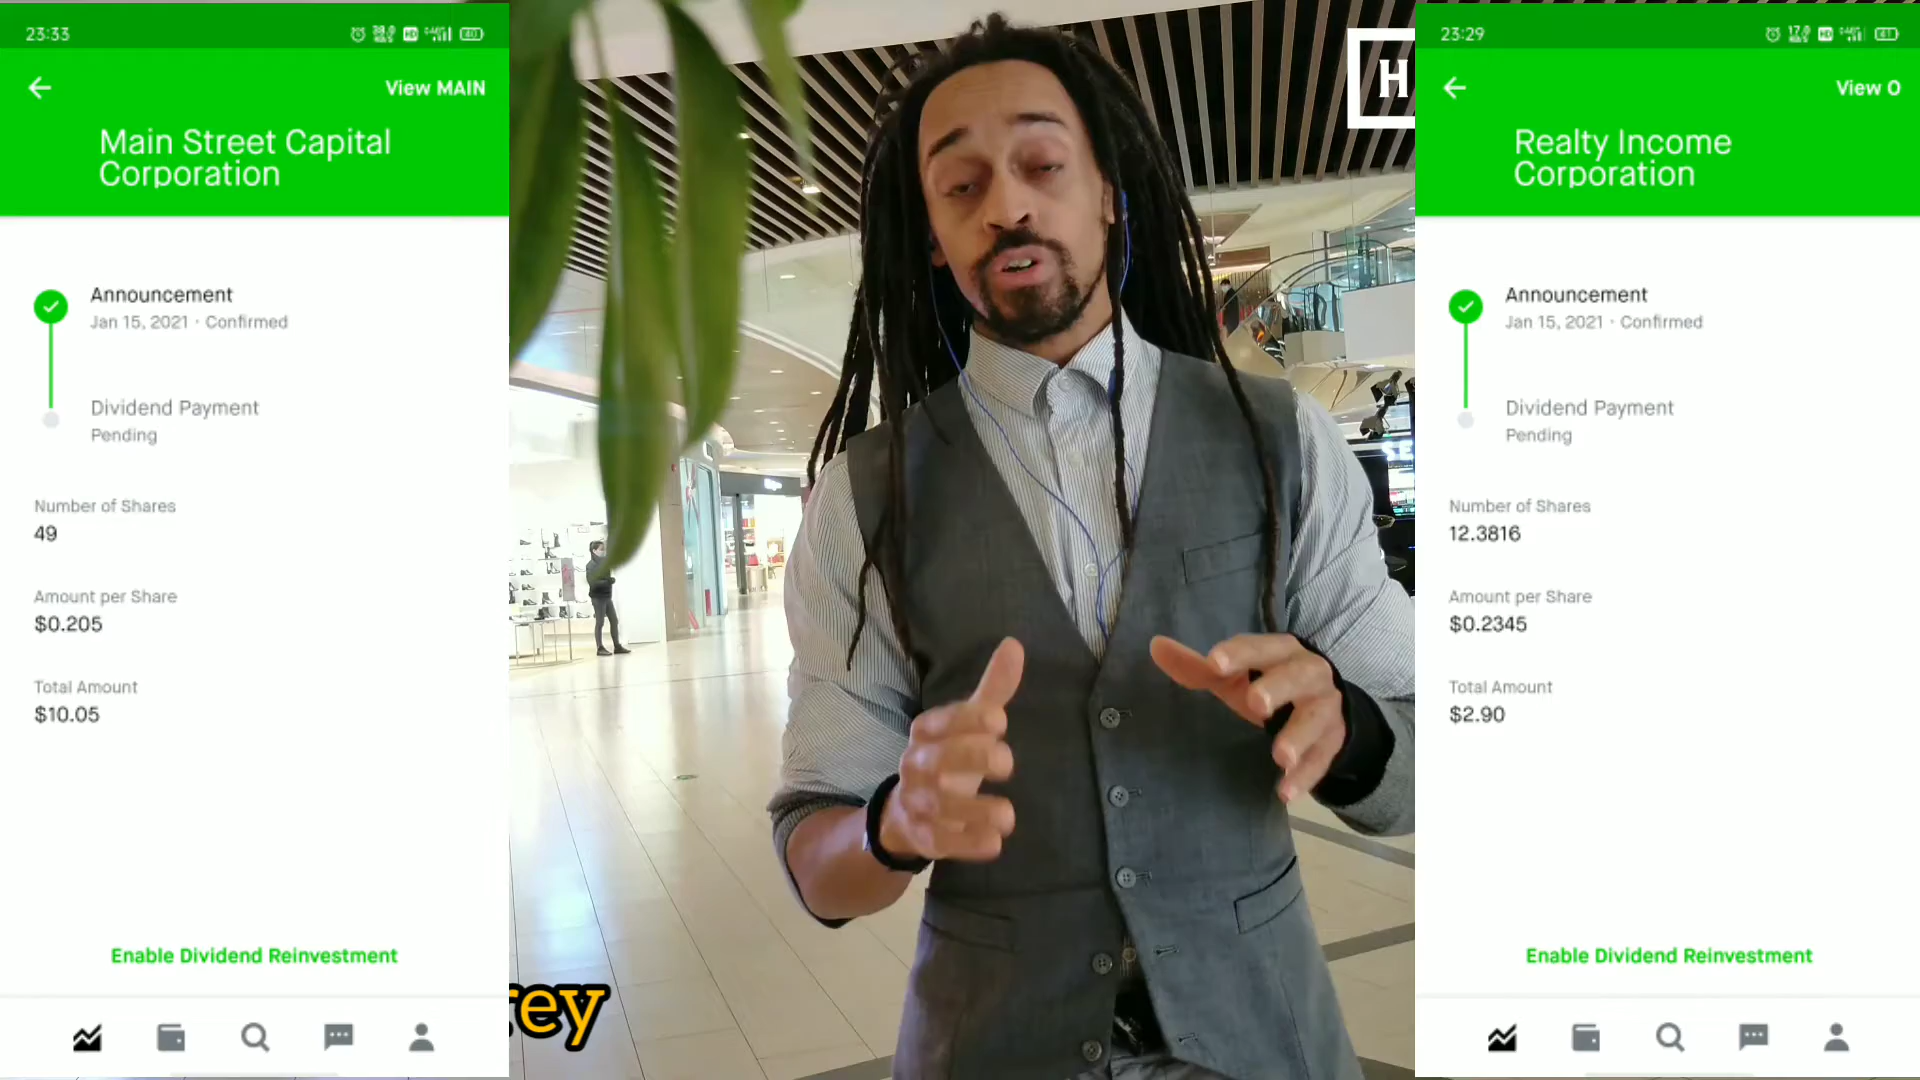 23:33
View MAIN
Main Street Capital
Corporation
Announcement
Jan 15, 2021 · Confirmed
Dividend Payment
Pending
Number of Shares
49
Amount per Share
$0.205
Total Amount
$10.05
Enable Dividend Reinvestment
rey
H
23:29
View O
Realty Income
Corporation
Announcement
Jan 15, 2021 · Confirmed
Dividend Payment
Pending
Number of Shares
12.3816
Amount per Share
$0.2345
Total Amount
$2.90
Enable Dividend Reinvestment